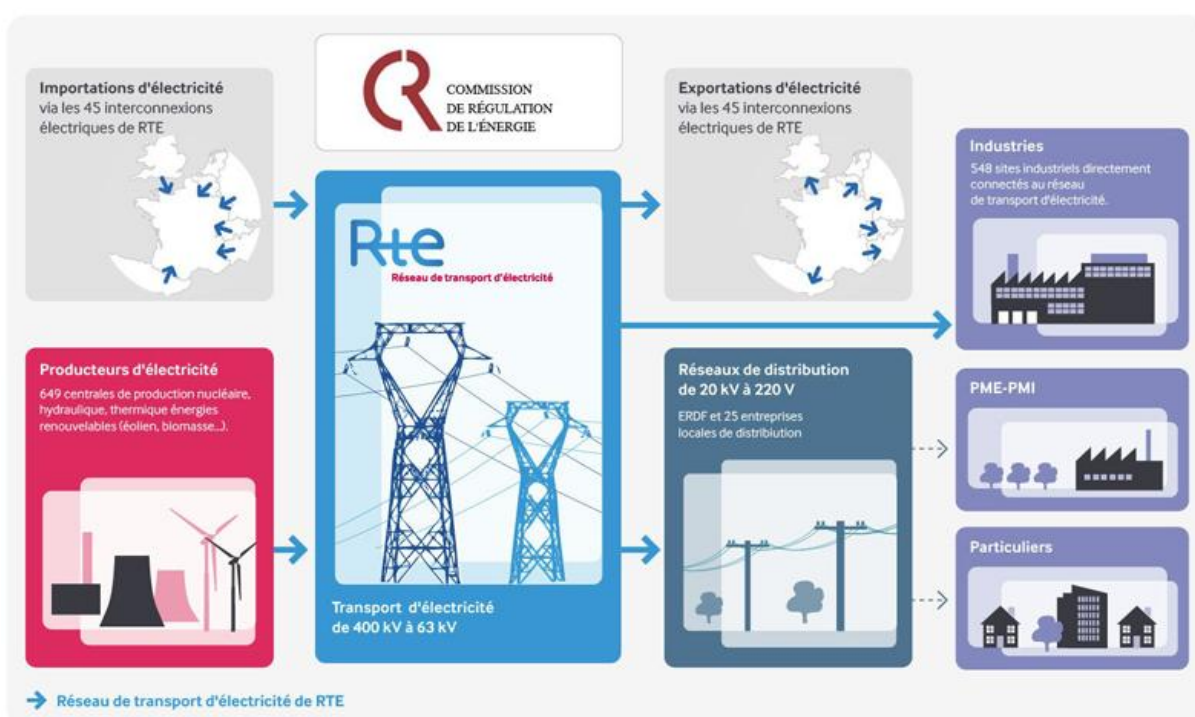 Importations d'électricité
via les 45 interconnexions
électriques de RTE
COMMISSION
DE RÉGULATION
DE L'ÉNERGIE
Exportations d'électricité
via les 45 interconnexions
électriques de RTE
Industries
548 sites industriels directement
connectés au réseau
de transport d'électricité.
Rte
Réseau de transport d'électricité
Producteurs d'électricité
649 centrales de production nucléaire,
hydraulique, thermique énergies
renouvelables (éolien, biomasse...).
Réseaux de distribution
de 20 kV à 220 V
ERDF et 25 entreprises
locales de distribiution
PME-PMI
Particuliers
Transport d'électricité
de 400 kV à 63 kV
Réseau de transport d'électricité de RTE